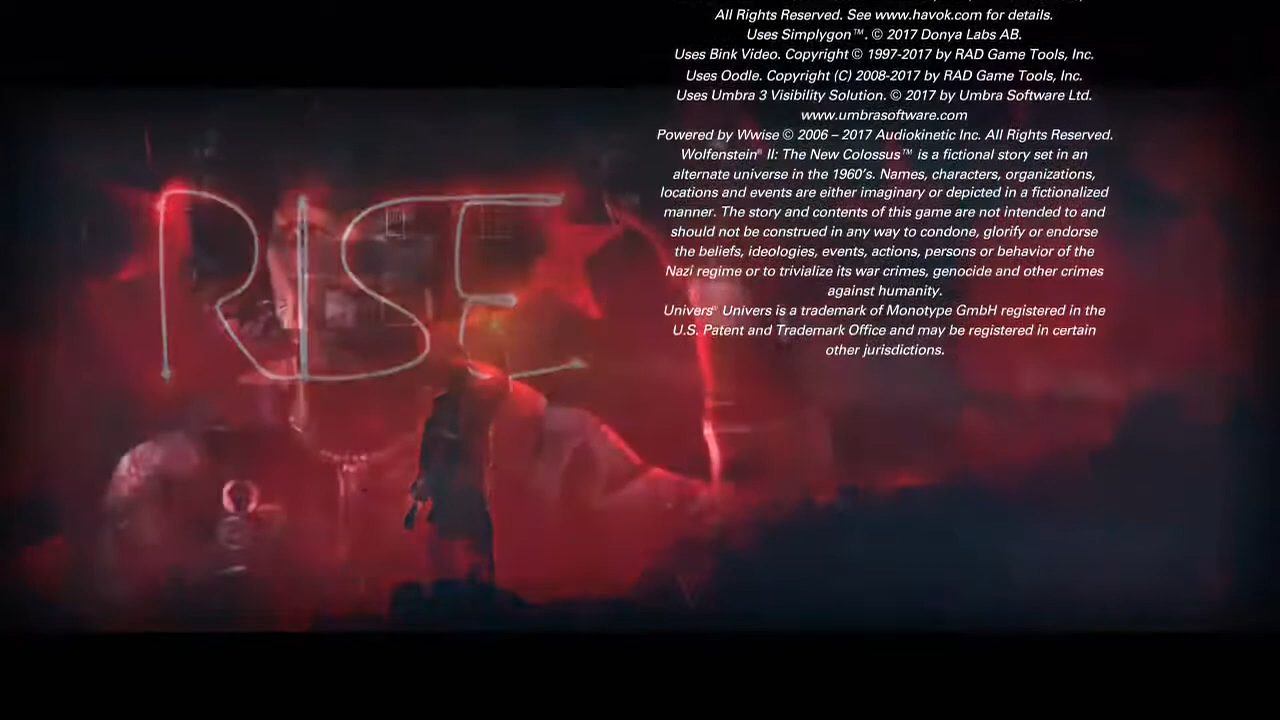 RISE
All Rights Reserved. See www.havok.com for details.
Uses Simplygon™. © 2017 Donya Labs AB.
Uses Bink Video. Copyright © 1997-2017 by RAD Game Tools, Inc.
Uses Oodle. Copyright (C) 2008-2017 by RAD Game Tools, Inc.
Uses Umbra 3 Visibility Solution. © 2017 by Umbra Software Ltd.
www.umbrasoftware.com
Powered by Wwise © 2006 – 2017 Audiokinetic Inc. All Rights Reserved.
Wolfenstein® II: The New Colossus™ is a fictional story set in an
alternate universe in the 1960's. Names, characters, organizations,
locations and events are either imaginary or depicted in a fictionalized
manner. The story and contents of this game are not intended to and
should not be construed in any way to condone, glorify or endorse
the beliefs, ideologies, events, actions, persons or behavior of the
Nazi regime or to trivialize its war crimes, genocide and other crimes
against humanity.
Univers® Univers is a trademark of Monotype GmbH registered in the
U.S. Patent and Trademark Office and may be registered in certain
other jurisdictions.